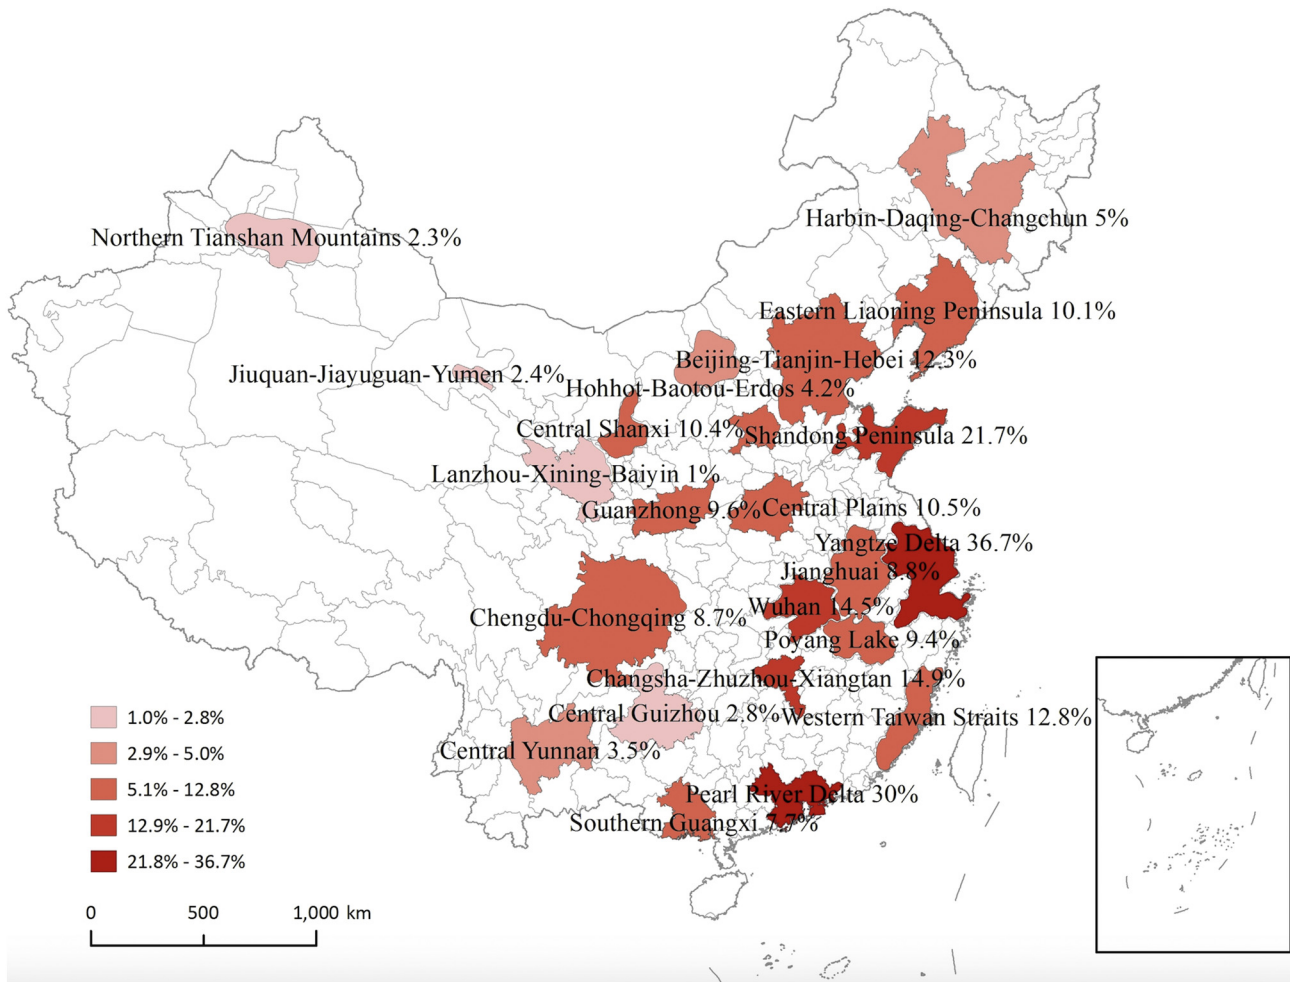 Harbin-Daqing-Changchun 5%
Northern Tianshan Mountains 2.3%
Eastern Liaoning Peninsula 10.1%
Beijing-Tianjin-Hebei 12.3%
Jiuquan-Jiayuguan-Yumen 2.4%
Hohhot-Baotou-Erdos 4.2%
Central Shanxi 10.4%
Shandong Peninsula 21.7%
Lanzhou-Xining-Baiyin 1%
Guanzhong 9.6%
Central Plains 10.5%
Yangtze Delta 36.7%
Jianghuai 8.8%
Wuhan 14.5%
Chengdu-Chongqing 8.7%
Poyang Lake 9.4%
Changsha-Zhuzhou-Xiangtan 14.9%
Central Guizhou 2.8%
Western Taiwan Straits 12.8%
Central Yunnan 3.5%
Pearl River Delta 30%
Southern Guangxi 7.7%
1.0% - 2.8%
2.9% - 5.0%
5.1% - 12.8%
12.9% - 21.7%
21.8% - 36.7%
0 500 1,000 km